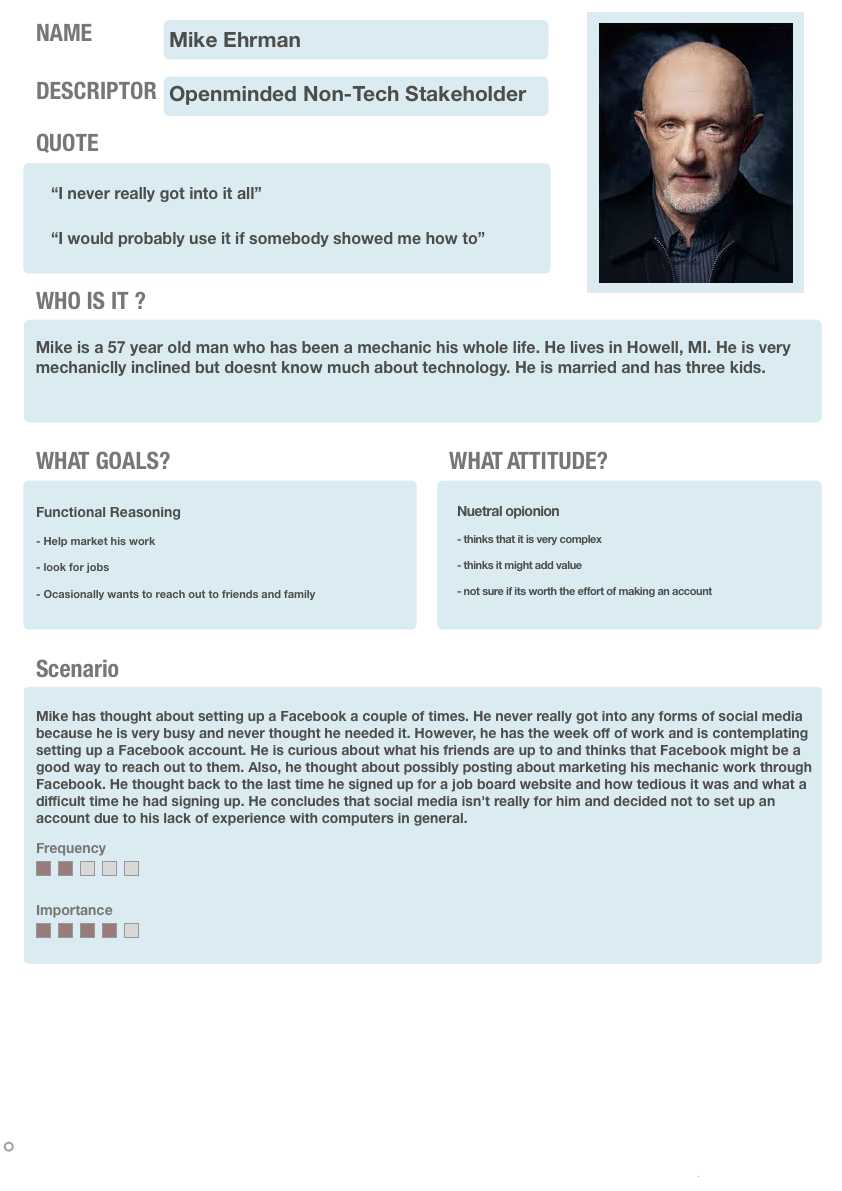 NAME
Mike Ehrman
DESCRIPTOR
Openminded Non-Tech Stakeholder
QUOTE
“I never really got into it all”
“I would probably use it if somebody showed me how to”
WHO IS IT ?
Mike is a 57 year old man who has been a mechanic his whole life. He lives in Howell, MI. He is very
mechaniclly inclined but doesnt know much about technology. He is married and has three kids.
WHAT GOALS?
Functional Reasoning
- Help market his work
- look for jobs
- Ocasionally wants to reach out to friends and family
WHAT ATTITUDE?
Nuetral opionion
- thinks that it is very complex
- thinks it might add value
- not sure if its worth the effort of making an account
Scenario
Mike has thought about setting up a Facebook a couple of times. He never really got into any forms of social media
because he is very busy and never thought he needed it. However, he has the week off of work and is contemplating
setting up a Facebook account. He is curious about what his friends are up to and thinks that Facebook might be a
good way to reach out to them. Also, he thought about possibly posting about marketing his mechanic work through
Facebook. He thought back to the last time he signed up for a job board website and how tedious it was and what a
difficult time he had signing up. He concludes that social media isn't really for him and decided not to set up an
account due to his lack of experience with computers in general.
Frequency
Importance